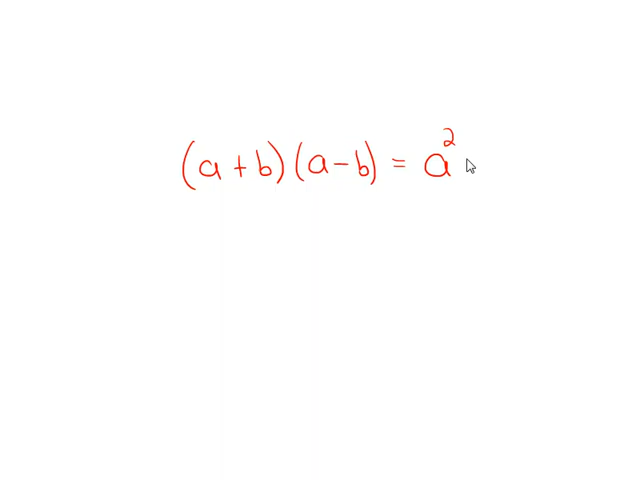 (a+b)(a-b) = a²